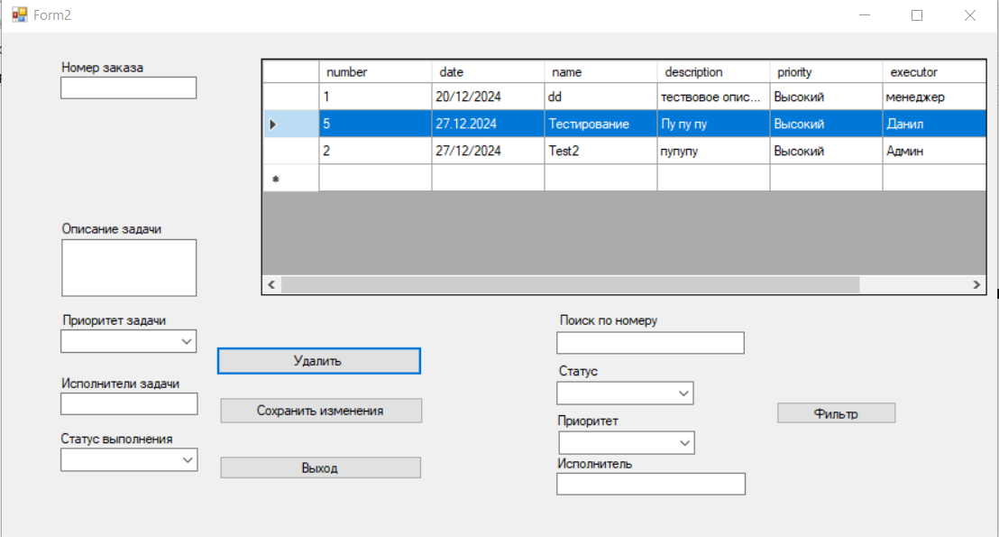 Form2
Номер заказа
number date name description priority executor
1 20/12/2024 dd тествовое опис... Высокий менеджер
5 27.12.2024 Тестирование Пу пу пу Высокий Данил
2 27/12/2024 Test2 пупупу Высокий Админ
Описание задачи
Приоритет задачи
Удалить
Исполнители задачи
Сохранить изменения
Статус выполнения
Выход
Поиск по номеру
Статус
Фильтр
Приоритет
Исполнитель